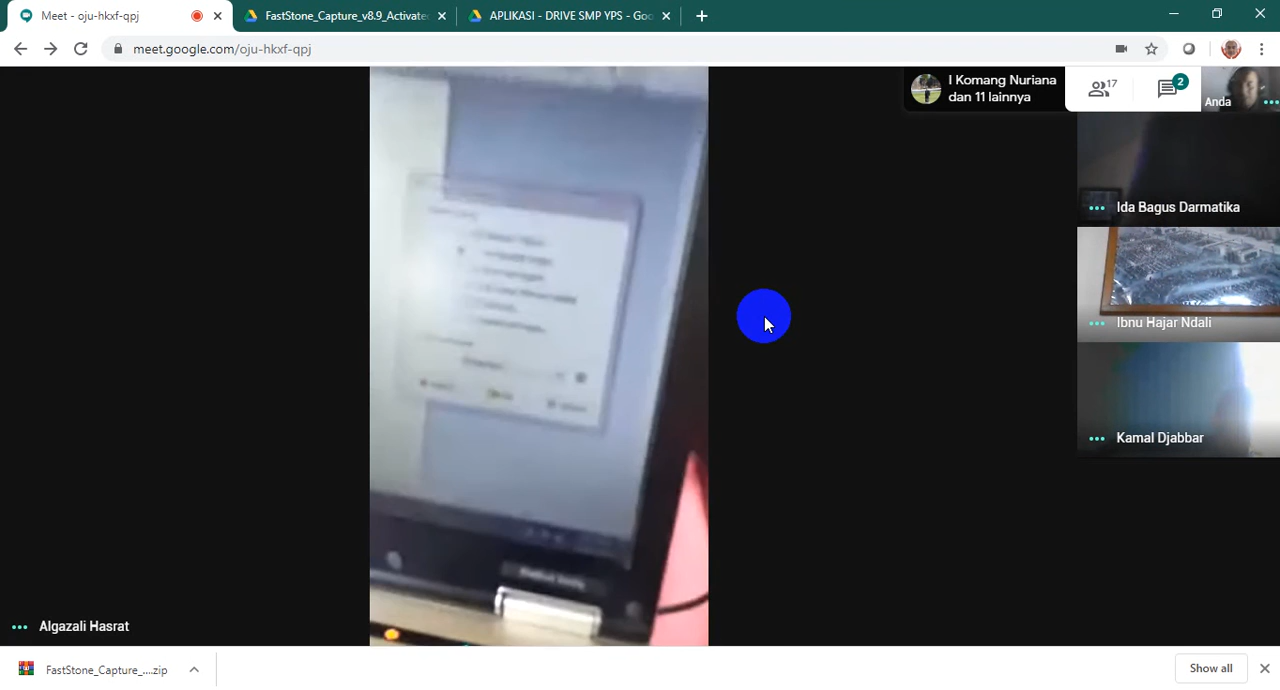 Meet - oju-hkxf-qpj
FastStone_Capture_v8.9_Activate
APLIKASI - DRIVE SMP YPS - Goo
meet.google.com/oju-hkxf-qpj
I Komang Nuriana
dan 11 lainnya
17
2
Anda
Ida Bagus Darmatika
Ibnu Hajar Ndali
Kamal Djabbar
Algazali Hasrat
FastStone_Capture_....zip
Show all